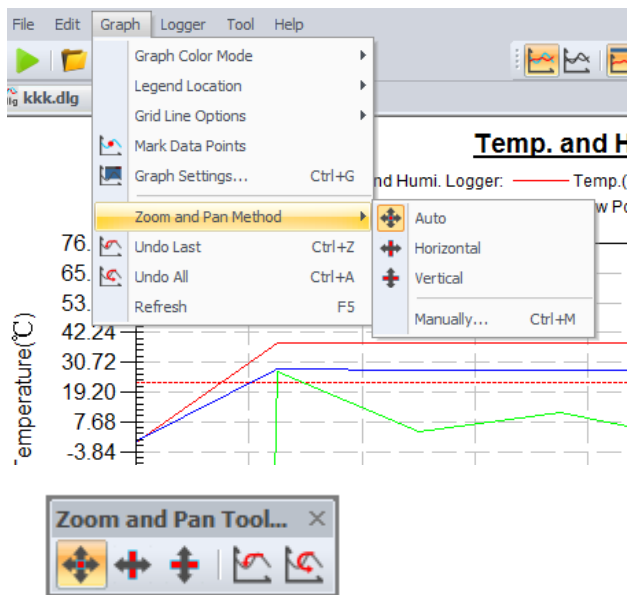 File Edit Graph Logger Tool Help
kkk.dlg
Graph Color Mode
Legend Location
Grid Line Options
Mark Data Points
Graph Settings... Ctrl+G
Zoom and Pan Method
Undo Last Ctrl+Z
Undo All Ctrl+A
Refresh F5
Auto
Horizontal
Vertical
Manually... Ctrl+M
Temp. and H
nd Humi. Logger: Temp.(
w Po
76.
65.
53.
42.24
30.72
19.20
7.68
-3.84
Temperature(℃)
Zoom and Pan Tool...